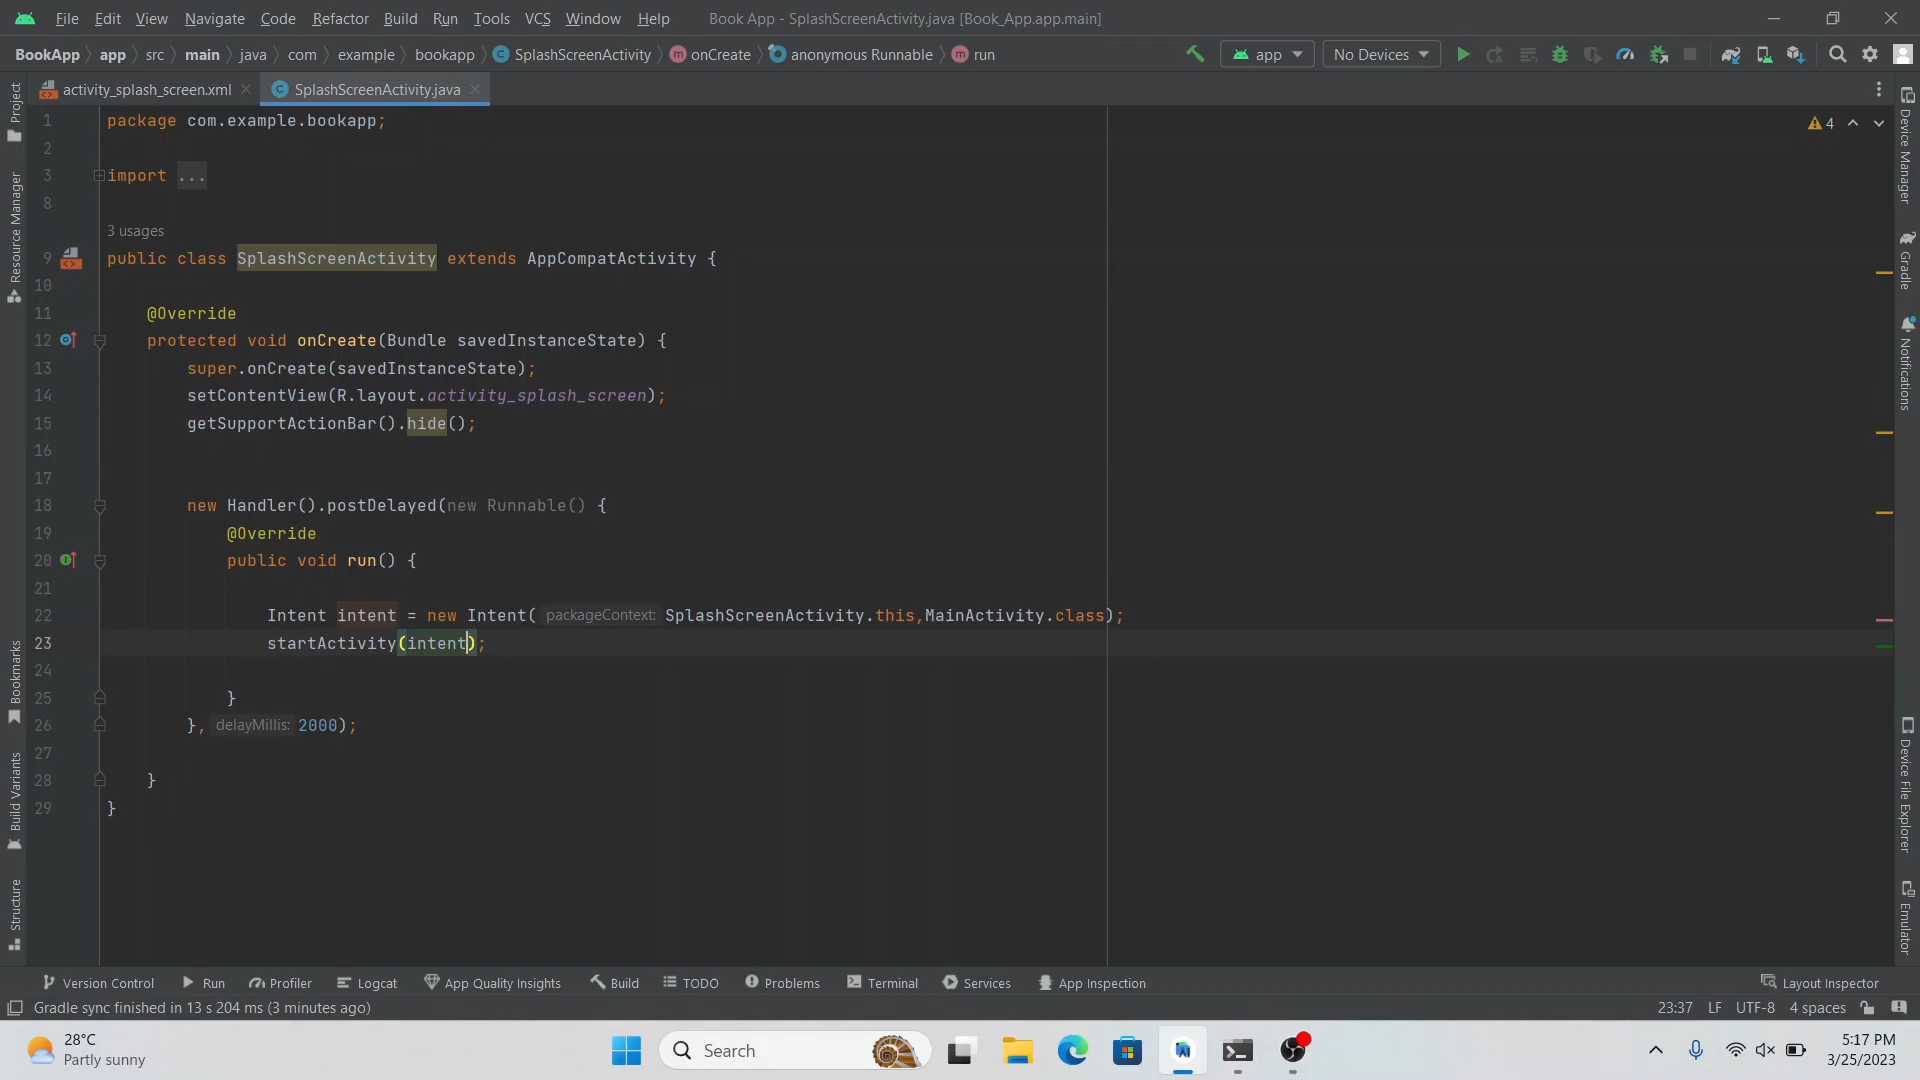 File Edit View Navigate Code Refactor Build Run Tools VCS Window Help Book App - SplashScreenActivity.java [Book_App.app.main]
BookApp app src main java com example bookapp SplashScreenActivity onCreate anonymous Runnable run app No Devices
activity_splash_screen.xml SplashScreenActivity.java
1 package com.example.bookapp;
4
2
3 import ...
8
3 usages
9 public class SplashScreenActivity extends AppCompatActivity {
10
11 @Override
12 protected void onCreate(Bundle savedInstanceState) {
13 super.onCreate(savedInstanceState);
14 setContentView(R.layout.activity_splash_screen);
15 getSupportActionBar().hide();
16
17
18 new Handler().postDelayed(new Runnable() {
19 @Override
20 public void run() {
21
22 Intent intent = new Intent( packageContext: SplashScreenActivity.this,MainActivity.class);
23 startActivity(intent);
24
25 }
26 }, delayMillis: 2000);
27
28 }
29 }
Project
Resource Manager
Bookmarks
Build Variants
Structure
Device Manager
Gradle
Notifications
Device File Explorer
Emulator
Version Control Run Profiler Logcat App Quality Insights Build TODO Problems Terminal Services App Inspection Layout Inspector
Gradle sync finished in 13 s 204 ms (3 minutes ago) 23:37 LF UTF-8 4 spaces
28°C
Partly sunny
Search
5:17 PM
3/25/2023